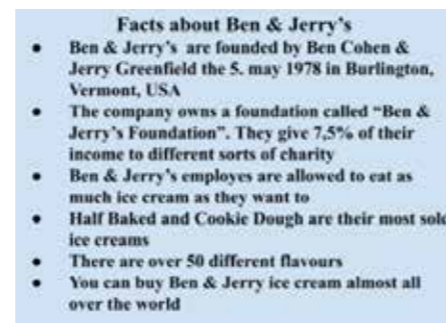 Facts about Ben & Jerry's
● Ben & Jerry's are founded by Ben Cohen &
Jerry Greenfield the 5. may 1978 in Burlington,
Vermont, USA
● The company owns a foundation called "Ben &
Jerry's Foundation". They give 7,5% of their
income to different sorts of charity
● Ben & Jerry's employes are allowed to eat as
much ice cream as they want to
● Half Baked and Cookie Dough are their most sold
ice creams
● There are over 50 different flavours
● You can buy Ben & Jerry ice cream almost all
over the world